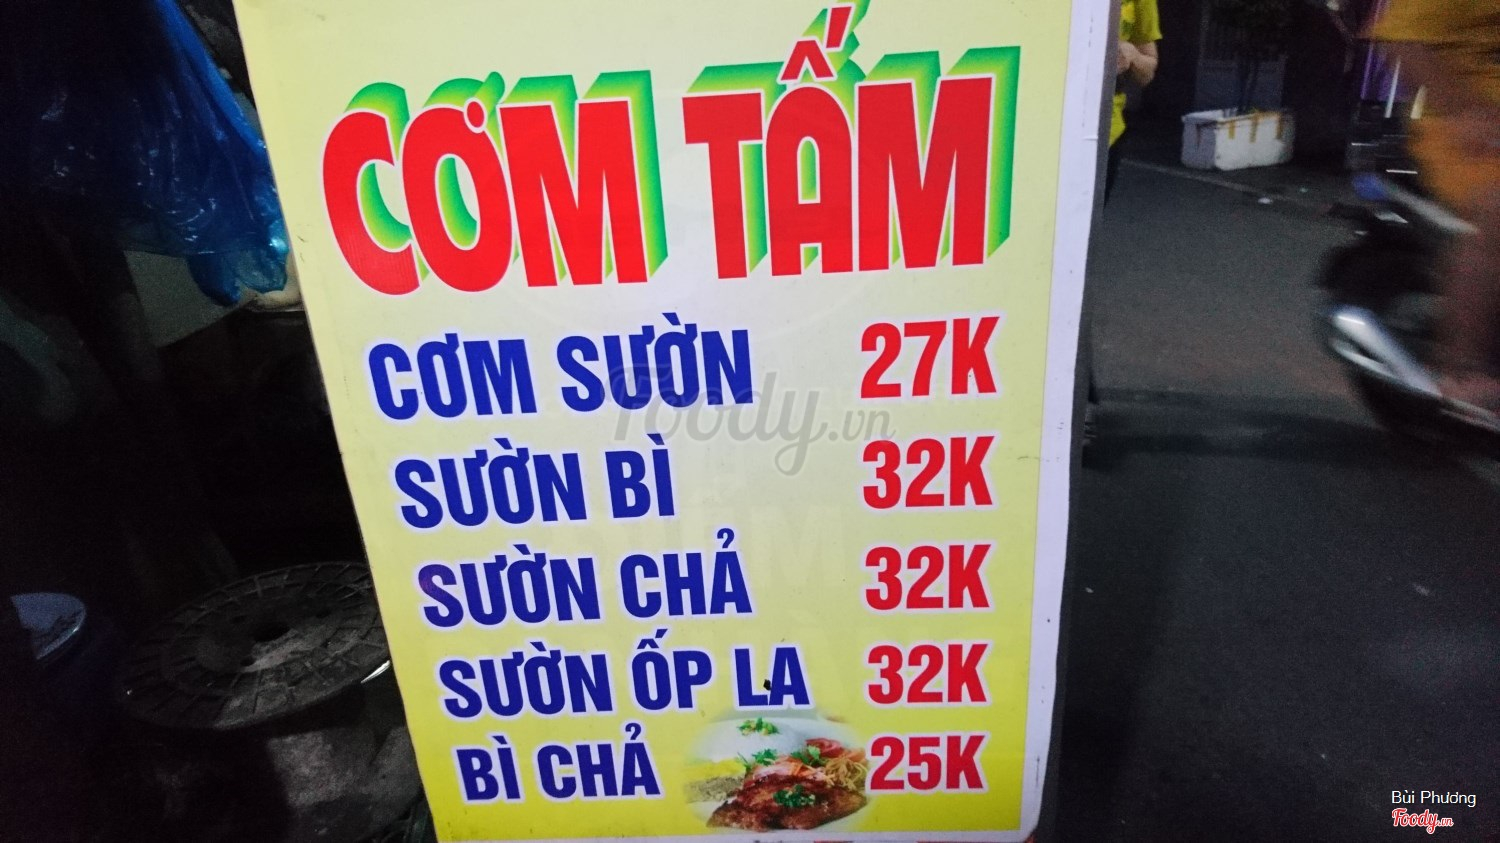 CƠM TẤM
CƠM SƯỜN 27K
SƯỜN BÌ 32K
SƯỜN CHẢ 32K
SƯỜN ỐP LA 32K
BÌ CHẢ 25K
Foody.vn
Bùi Phương
Foody.vn